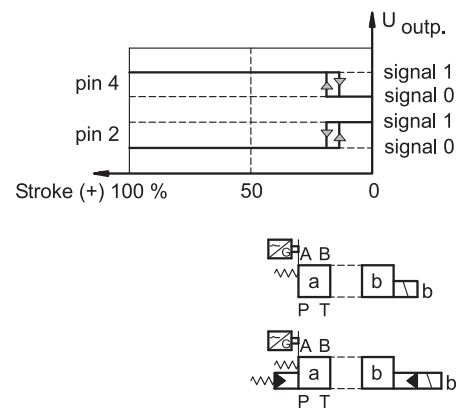 U outp.
pin 4
signal 1
signal 0
pin 2
signal 1
signal 0
Stroke (+) 100 %
50
0
G A B
a
b
b
P T
G A B
a
b
b
P T